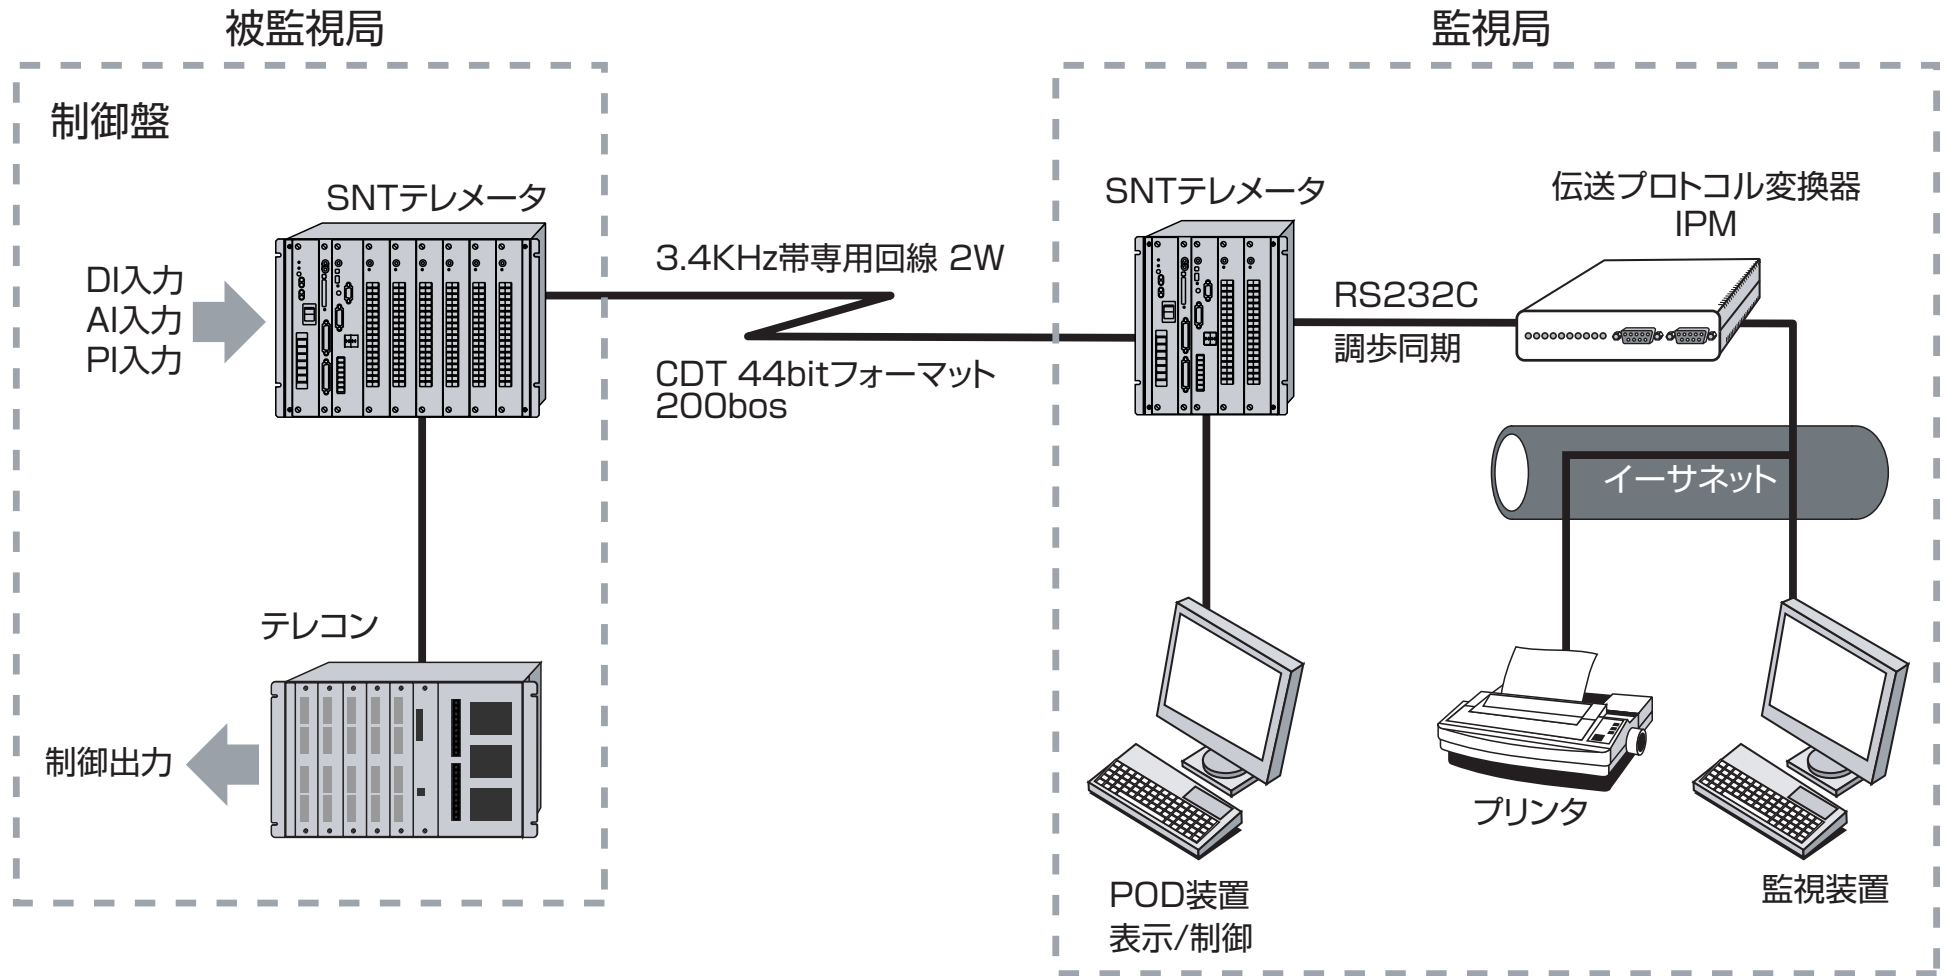 被監視局
制御盤
SNTテレメータ
DI入力
AI入力
PI入力
テレコン
制御出力
3.4KHz帯専用回線 2W
CDT 44bitフォーマット
200bos
監視局
SNTテレメータ
伝送プロトコル変換器
IPM
RS232C
調歩同期
イーサネット
プリンタ
POD装置
表示/制御
監視装置